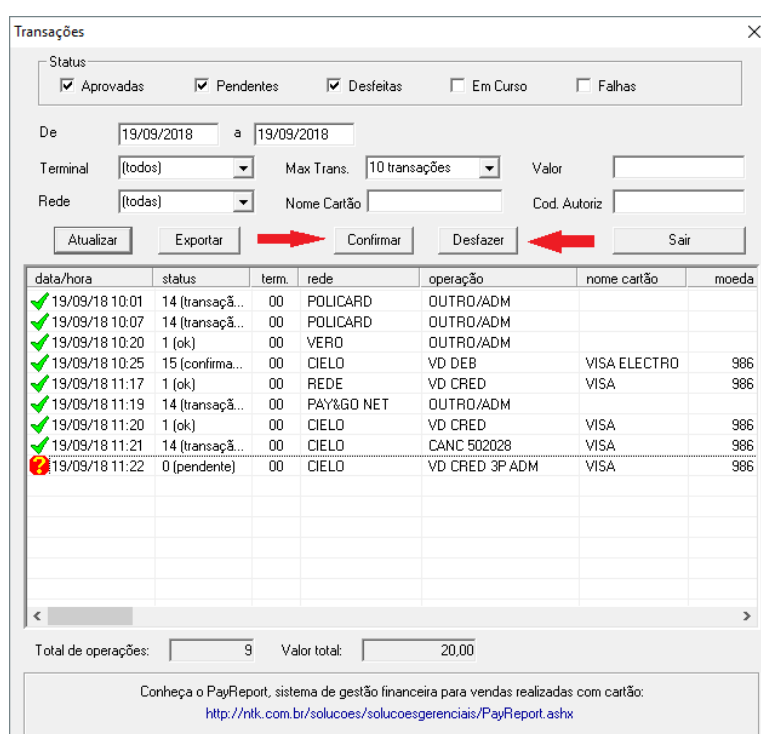 Transações
Status
Aprovadas Pendentes Desfeitas Em Curso Falhas
De 19/09/2018 a 19/09/2018
Terminal (todos) Max Trans. 10 transações Valor
Rede (todas) Nome Cartão Cod. Autoriz
Atualizar Exportar Confirmar Desfazer Sair
data/hora status term. rede operação nome cartão moeda
19/09/18 10:01 14 (transaçã... 00 POLICARD OUTRO/ADM
19/09/18 10:07 14 (transaçã... 00 POLICARD OUTRO/ADM
19/09/18 10:20 1 (ok) 00 VERO OUTRO/ADM
19/09/18 10:25 15 (confirma... 00 CIELO VD DEB VISA ELECTRO 986
19/09/18 11:17 1 (ok) 00 REDE VD CRED VISA 986
19/09/18 11:19 14 (transaçã... 00 PAY&GO NET OUTRO/ADM
19/09/18 11:20 1 (ok) 00 CIELO VD CRED VISA 986
19/09/18 11:21 14 (transaçã... 00 CIELO CANC 502028 VISA 986
19/09/18 11:22 0 (pendente) 00 CIELO VD CRED 3P ADM VISA 986
Total de operações: 9 Valor total: 20,00
Conheça o PayReport, sistema de gestão financeira para vendas realizadas com cartão:
http://ntk.com.br/solucoes/solucoesgerenciais/PayReport.ashx